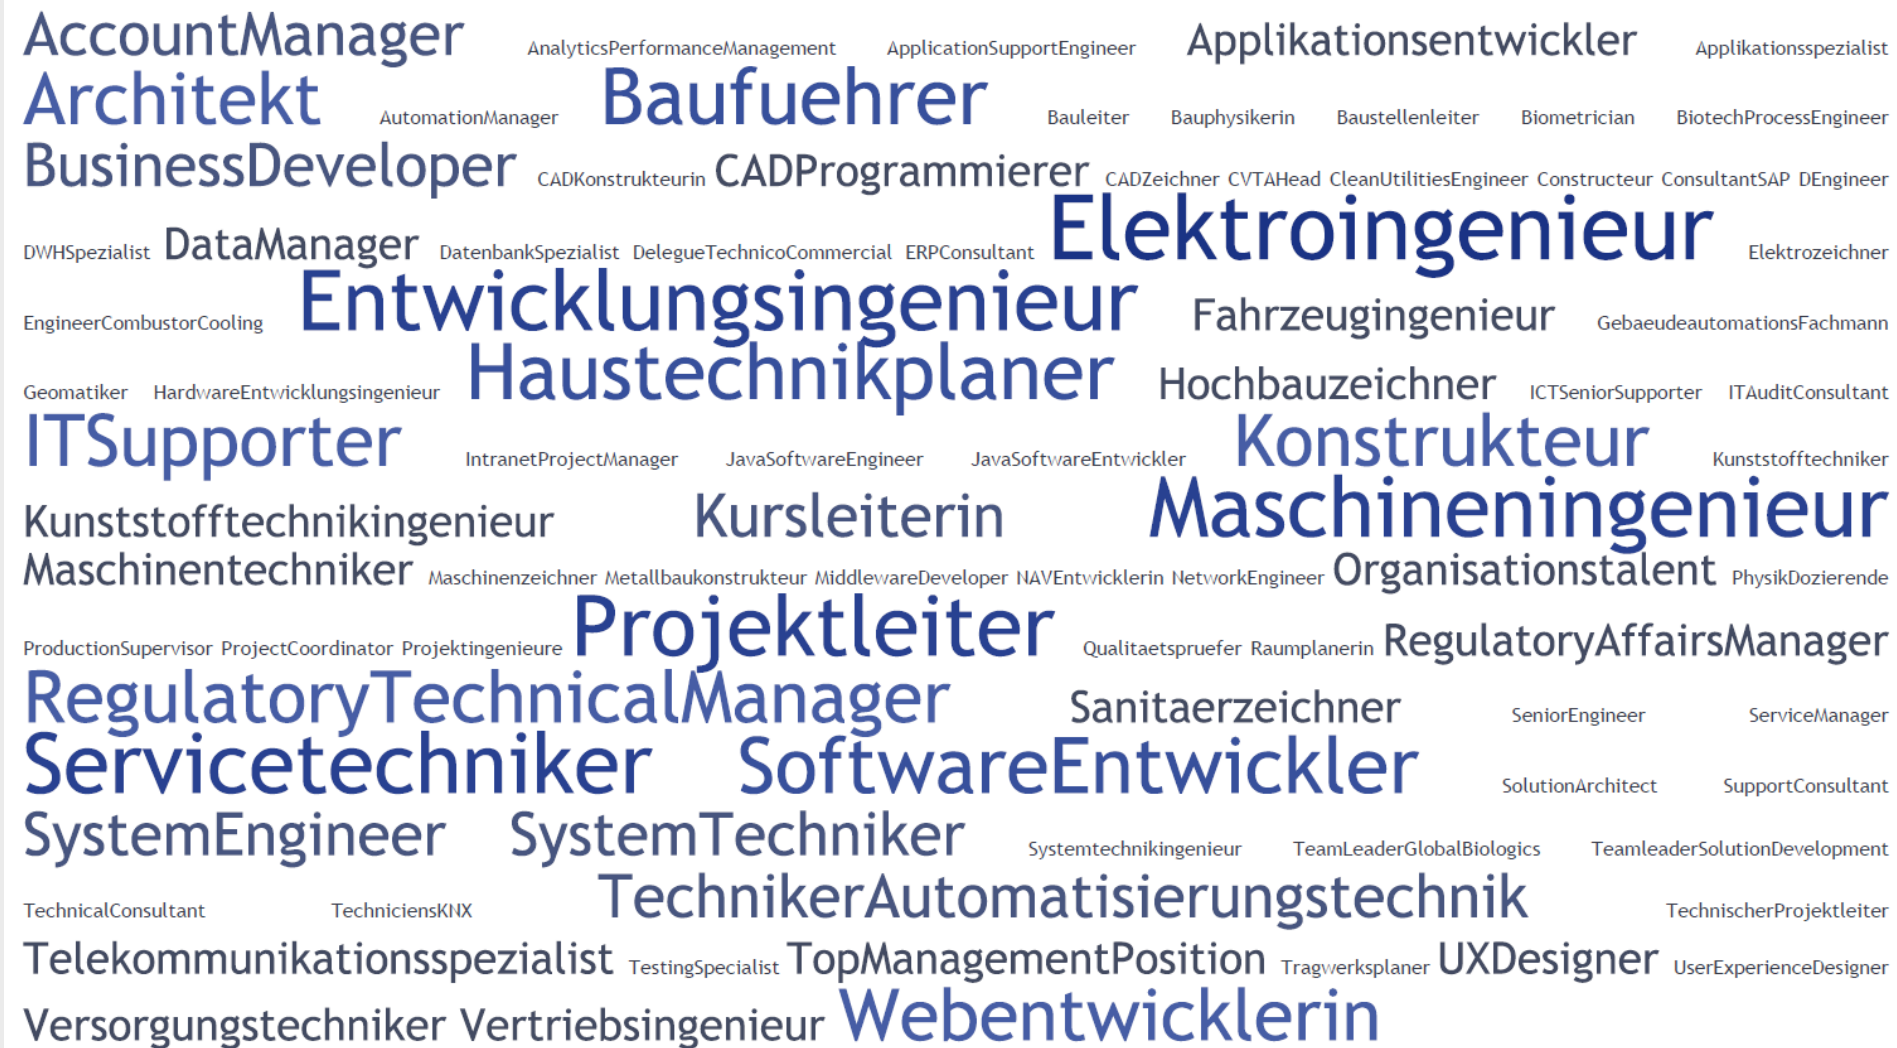 AccountManager AnalyticsPerformanceManagement ApplicationSupportEngineer Applikationsentwickler Applikationsspezialist
Architekt AutomationManager Baufuehrer Bauleiter Bauphysikerin Baustellenleiter Biometrician BiotechProcessEngineer
BusinessDeveloper CADKonstrukteurin CADProgrammierer CADZeichner CVTAHead CleanUtilitiesEngineer Constructeur ConsultantSAP DEngineer
DWHSpezialist DataManager DatenbankSpezialist DelegueTechnicoCommercial ERPConsultant Elektroingenieur Elektrozeichner
EngineerCombustorCooling Entwicklungsingenieur Fahrzeugingenieur GebaeudeautomationsFachmann
Geomatiker HardwareEntwicklungsingenieur Haustechnikplaner Hochbauzeichner ICTSeniorSupporter ITAuditConsultant
ITSupporter IntranetProjectManager JavaSoftwareEngineer JavaSoftwareEntwickler Konstrukteur Kunststofftechniker
Kunststofftechnikingenieur Kursleiterin Maschineningenieur
Maschinentechniker Maschinenzeichner Metallbaukonstrukteur MiddlewareDeveloper NAVEntwicklerin NetworkEngineer Organisationstalent PhysikDozierende
ProductionSupervisor ProjectCoordinator Projektingenieure Projektleiter Qualitaetspruefer Raumplanerin RegulatoryAffairsManager
RegulatoryTechnicalManager Sanitaerzeichner SeniorEngineer ServiceManager
Servicetechniker SoftwareEntwickler SolutionArchitect SupportConsultant
SystemEngineer SystemTechniker Systemtechnikingenieur TeamLeaderGlobalBiologics TeamleaderSolutionDevelopment
TechnicalConsultant TechniciensKNX TechnikerAutomatisierungstechnik TechnischerProjektleiter
Telekommunikationsspezialist TestingSpecialist TopManagementPosition Tragwerksplaner UXDesigner UserExperienceDesigner
Versorgungstechniker Vertriebsingenieur Webentwicklerin